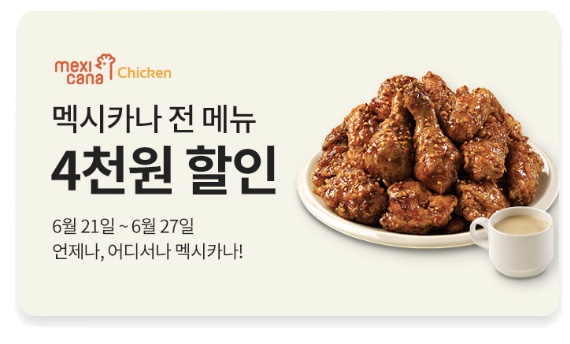 mexi
cana Chicken
멕시카나 전 메뉴
4천원 할인
6월 21일 ~ 6월 27일
언제나, 어디서나 멕시카나!